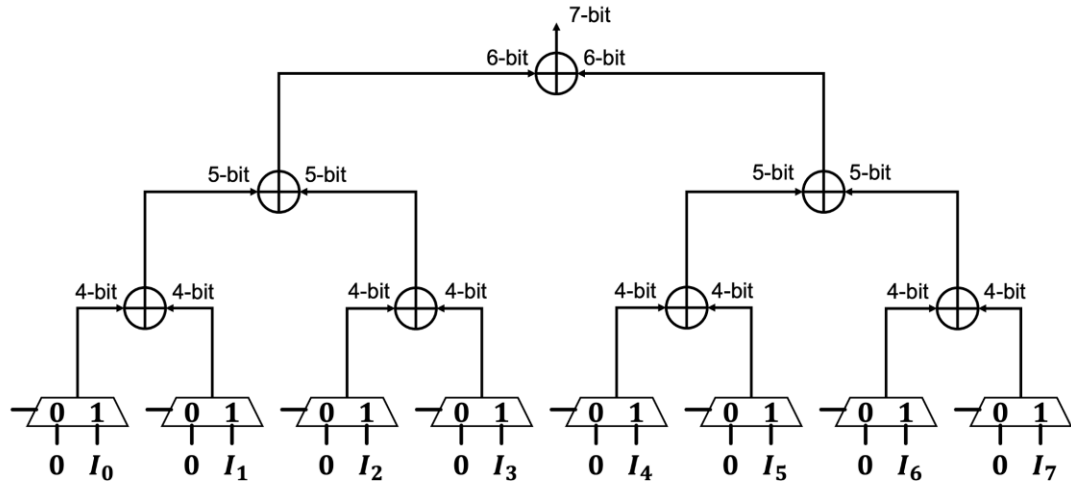 7-bit
6-bit 6-bit
5-bit 5-bit 5-bit 5-bit
4-bit 4-bit 4-bit 4-bit 4-bit 4-bit 4-bit 4-bit
0 1 0 1 0 1 0 1 0 1 0 1 0 1 0 1
0 I₀ 0 I₁ 0 I₂ 0 I₃ 0 I₄ 0 I₅ 0 I₆ 0 I₇